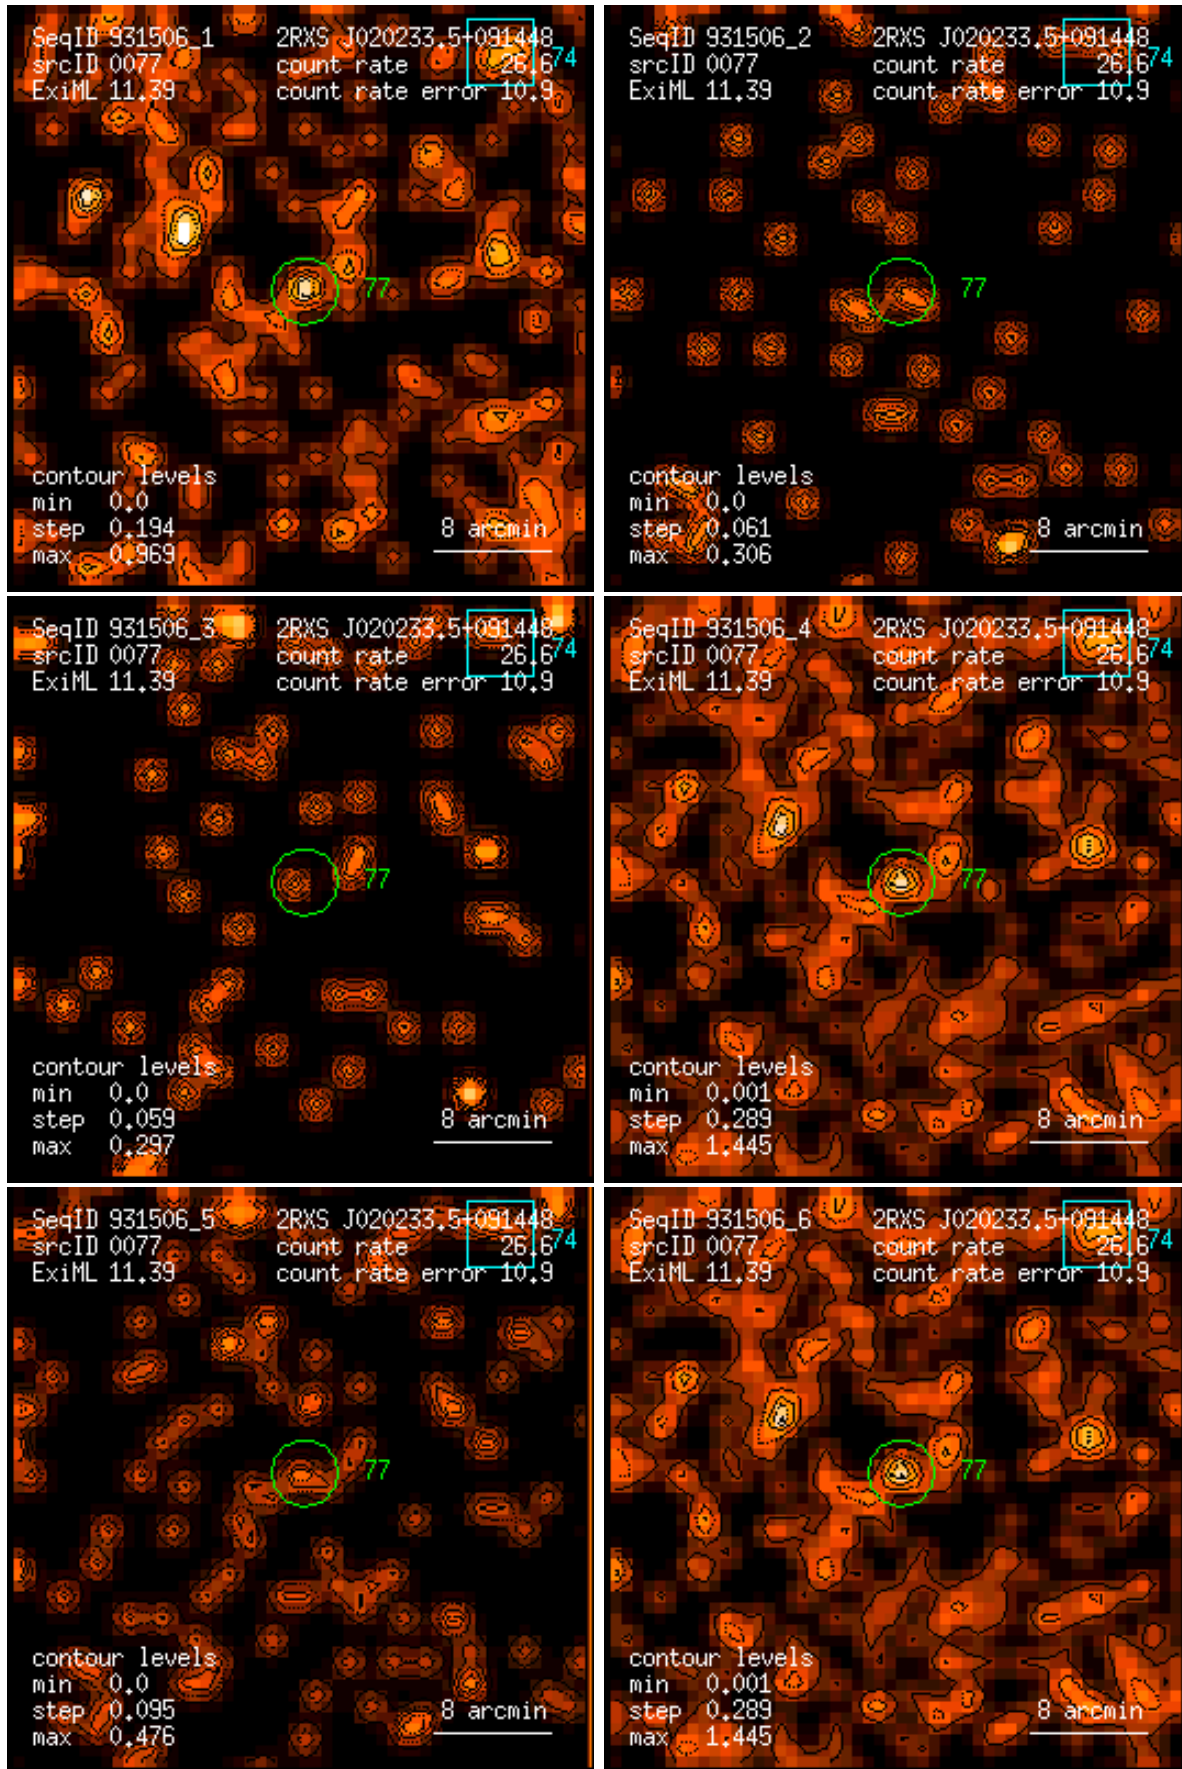 SeqID 931506_1 2RXS J020233.5+091448
srcID 0077 count rate 26.6 74
ExiML 11.39 count rate error 10.9
77
contour levels
min 0.0
step 0.194 8 arcmin
max 0.969
SeqID 931506_2 2RXS J020233.5+091448
srcID 0077 count rate 26.6 74
ExiML 11.39 count rate error 10.9
77
contour levels
min 0.0
step 0.061 8 arcmin
max 0.306
SeqID 931506_3 2RXS J020233.5+091448
srcID 0077 count rate 26.6 74
ExiML 11.39 count rate error 10.9
77
contour levels
min 0.0
step 0.059 8 arcmin
max 0.297
SeqID 931506_4 2RXS J020233.5+091448
srcID 0077 count rate 26.6 74
ExiML 11.39 count rate error 10.9
77
contour levels
min 0.001
step 0.289 8 arcmin
max 1.445
SeqID 931506_5 2RXS J020233.5+091448
srcID 0077 count rate 26.6 74
ExiML 11.39 count rate error 10.9
77
contour levels
min 0.0
step 0.095 8 arcmin
max 0.476
SeqID 931506_6 2RXS J020233.5+091448
srcID 0077 count rate 26.6 74
ExiML 11.39 count rate error 10.9
77
contour levels
min 0.001
step 0.289 8 arcmin
max 1.445